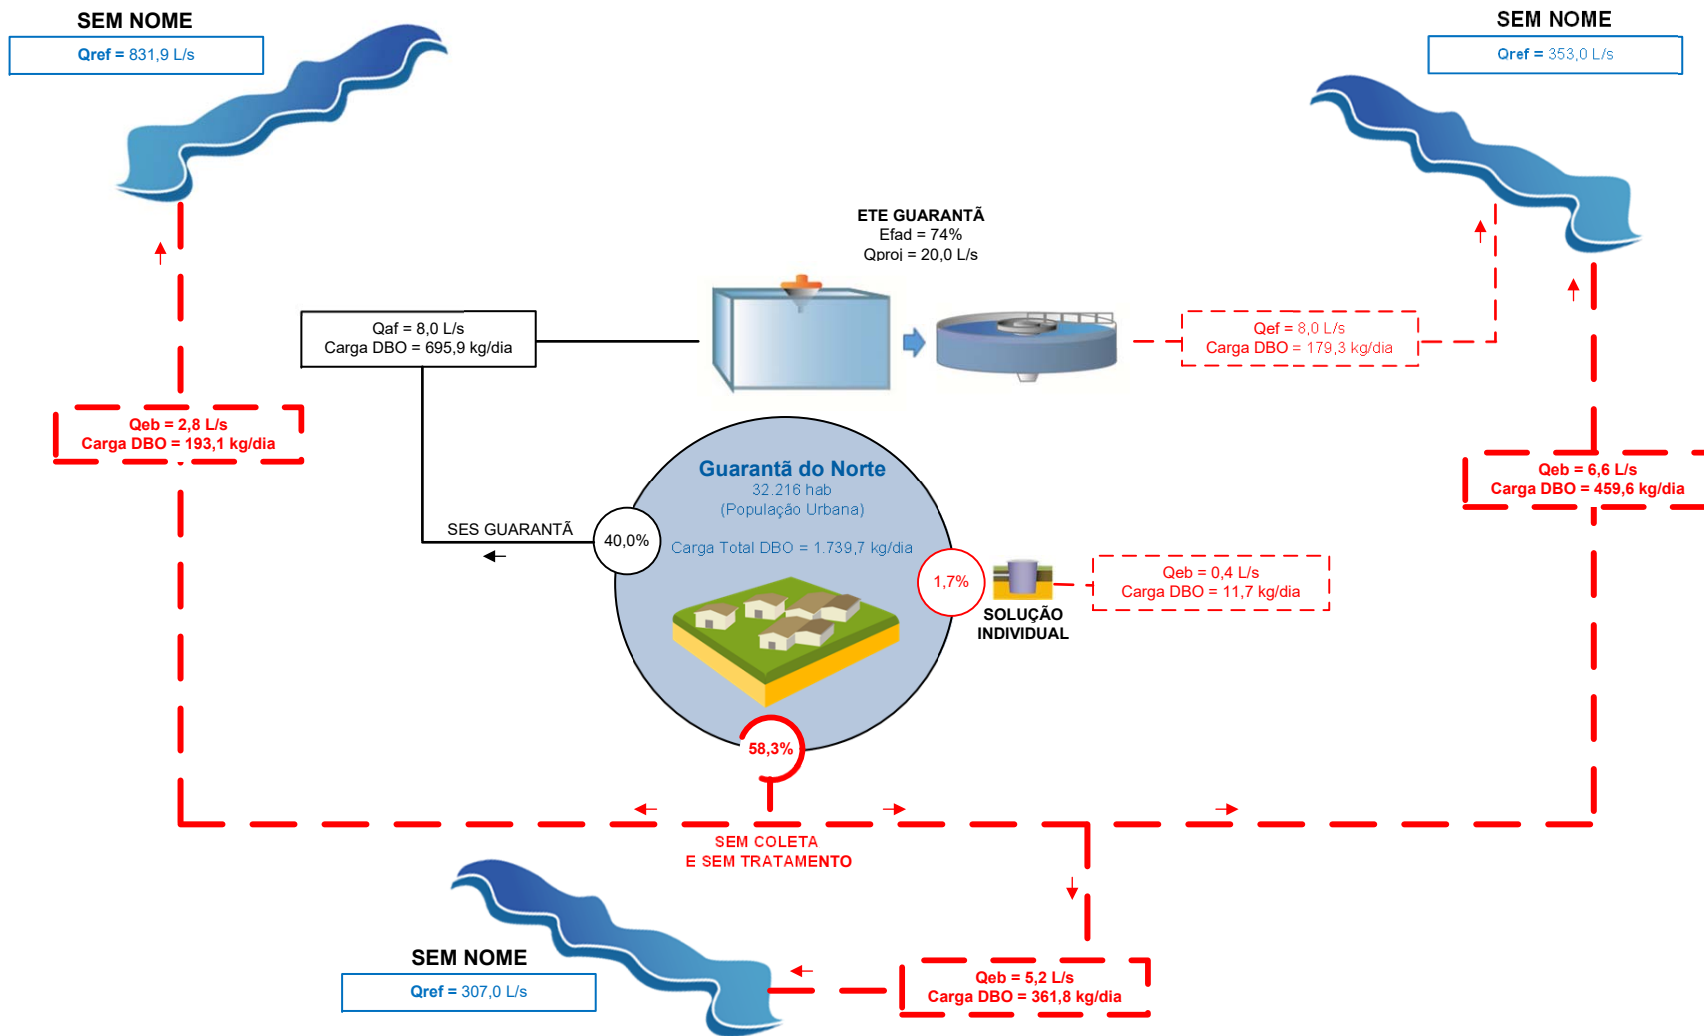 SEM NOME
Qref = 831,9 L/s
SEM NOME
Qref = 353,0 L/s
ETE GUARANTÃ
Efad = 74%
Qproj = 20,0 L/s
Qaf = 8,0 L/s
Carga DBO = 695,9 kg/dia
Qef = 8,0 L/s
Carga DBO = 179,3 kg/dia
Qeb = 2,8 L/s
Carga DBO = 193,1 kg/dia
Guarantã do Norte
32.216 hab
(População Urbana)
Carga Total DBO = 1.739,7 kg/dia
Qeb = 6,6 L/s
Carga DBO = 459,6 kg/dia
SES GUARANTÃ
40,0%
1,7%
SOLUÇÃO
INDIVIDUAL
Qeb = 0,4 L/s
Carga DBO = 11,7 kg/dia
58,3%
SEM COLETA
E SEM TRATAMENTO
SEM NOME
Qref = 307,0 L/s
Qeb = 5,2 L/s
Carga DBO = 361,8 kg/dia